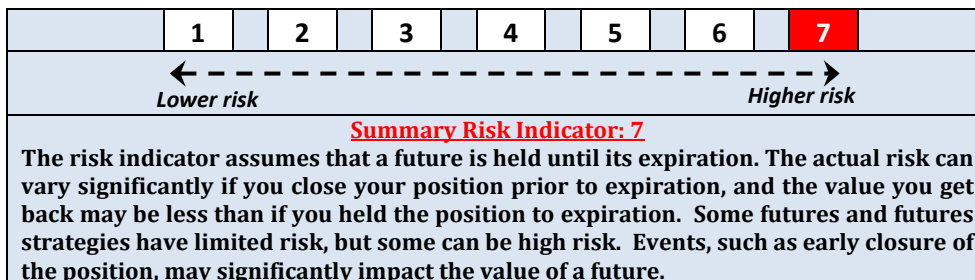 1 2 3 4 5 6 7
Lower risk Higher risk
Summary Risk Indicator: 7
The risk indicator assumes that a future is held until its expiration. The actual risk can
vary significantly if you close your position prior to expiration, and the value you get
back may be less than if you held the position to expiration. Some futures and futures
strategies have limited risk, but some can be high risk. Events, such as early closure of
the position, may significantly impact the value of a future.